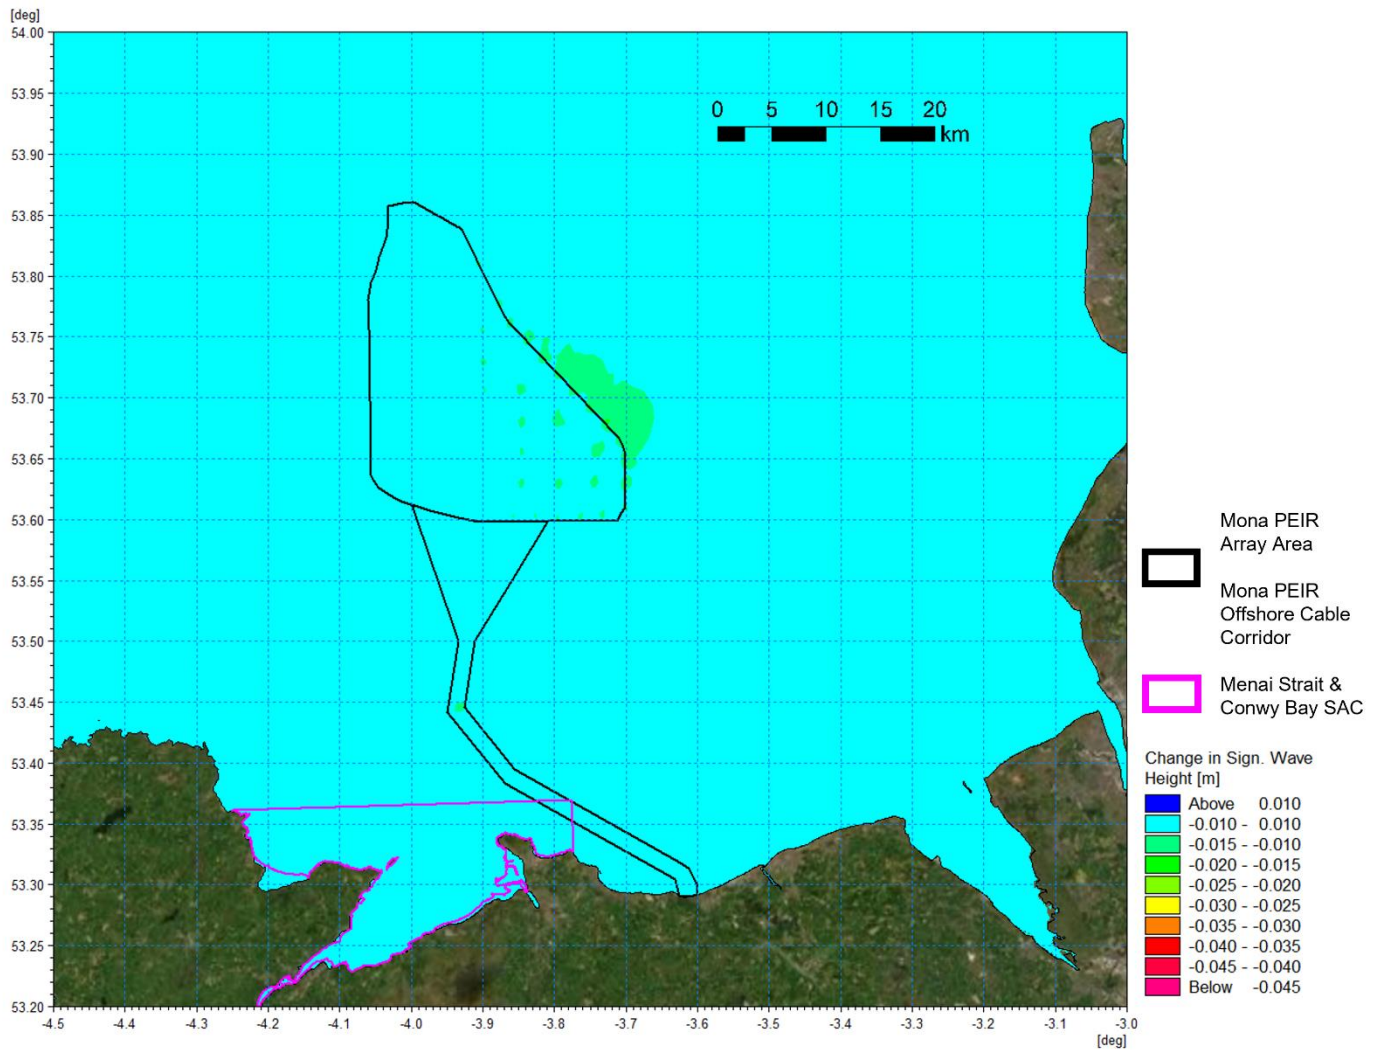 [deg]
54.00
53.95
53.90
53.85
53.80
53.75
53.70
53.65
53.60
53.55
53.50
53.45
53.40
53.35
53.30
53.25
53.20
0 5 10 15 20
km
-4.5 -4.4 -4.3 -4.2 -4.1 -4.0 -3.9 -3.8 -3.7 -3.6 -3.5 -3.4 -3.3 -3.2 -3.1 -3.0
[deg]
Mona PEIR
Array Area
Mona PEIR
Offshore Cable
Corridor
Menai Strait &
Conwy Bay SAC
Change in Sign. Wave
Height [m]
Above 0.010
-0.010 - 0.010
-0.015 - -0.010
-0.020 - -0.015
-0.025 - -0.020
-0.030 - -0.025
-0.035 - -0.030
-0.040 - -0.035
-0.045 - -0.040
Below -0.045